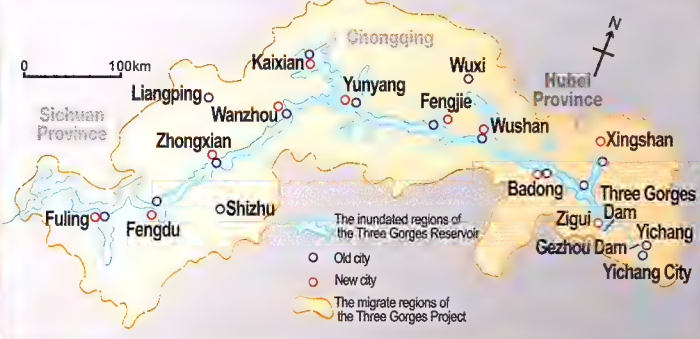 Chongqing
N
Kaixian
Wuxi
0 100km
Hubei
Province
Liangping
Yunyang
Fengjie
Sichuan
Province
Wanzhou
Wushan
Zhongxian
Xingshan
Badong
Three Gorges
Dam
Fuling
Fengdu
Shizhu
Zigui
Yichang
Gezhou Dam
Yichang City
The inundated regions of
the Three Gorges Reservoir
Old city
New city
The migrate regions of
the Three Gorges Project